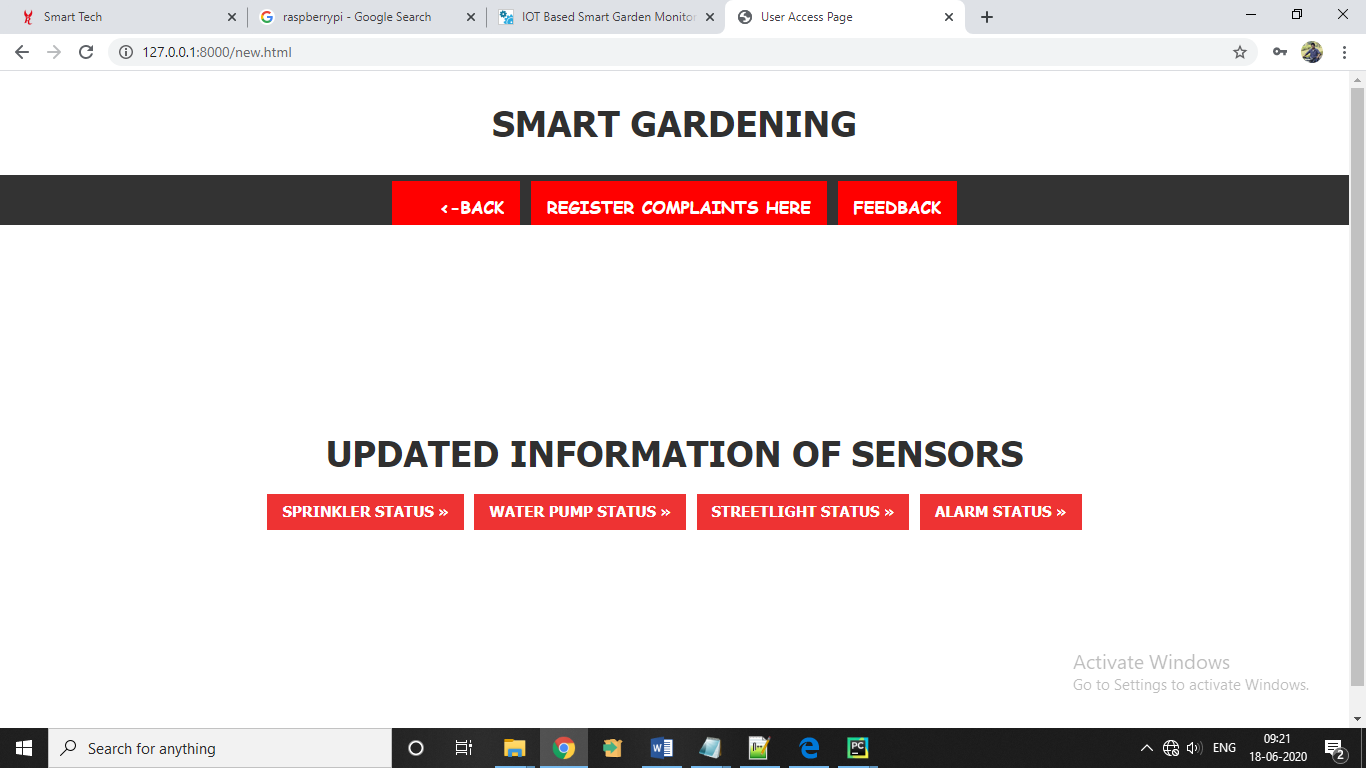 Smart Tech
raspberrypi - Google Search
IOT Based Smart Garden Monitor
User Access Page
127.0.0.1:8000/new.html
SMART GARDENING
<-BACK REGISTER COMPLAINTS HERE FEEDBACK
UPDATED INFORMATION OF SENSORS
SPRINKLER STATUS » WATER PUMP STATUS » STREETLIGHT STATUS » ALARM STATUS »
Activate Windows
Go to Settings to activate Windows.
Search for anything
ENG
09:21
18-06-2020
2